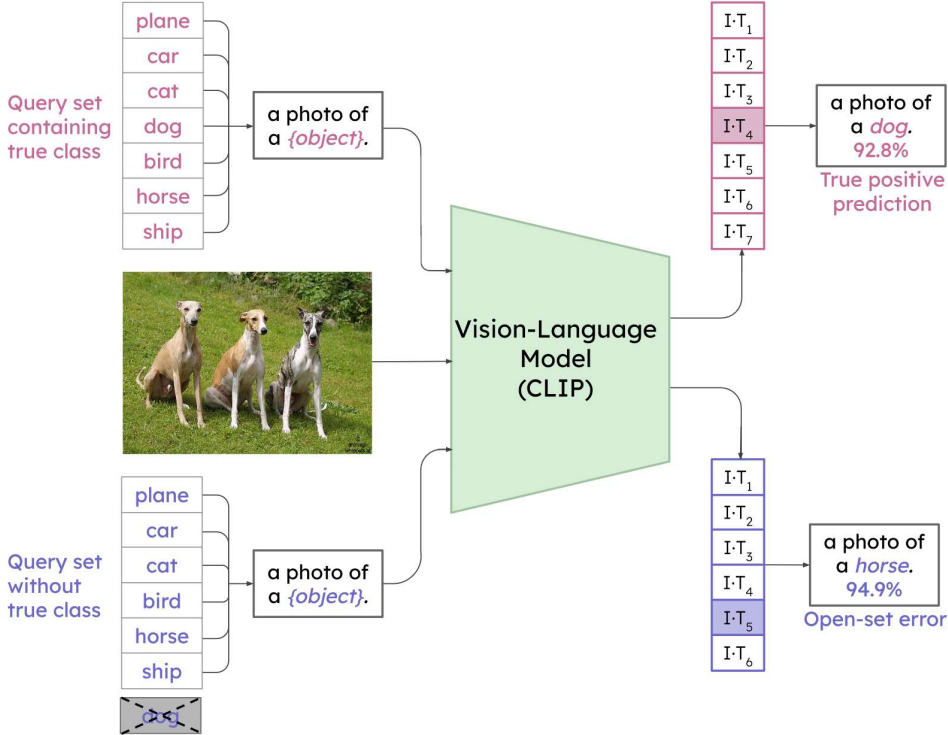 plane
car
cat
dog
bird
horse
ship
Query set
containing
true class
a photo of
a {object}.
I·T1
I·T2
I·T3
I·T4
I·T5
I·T6
I·T7
a photo of
a dog.
92.8%
True positive
prediction
Vision-Language
Model
(CLIP)
plane
car
cat
bird
horse
ship
dog
Query set
without
true class
a photo of
a {object}.
I·T1
I·T2
I·T3
I·T4
I·T5
I·T6
a photo of
a horse.
94.9%
Open-set error